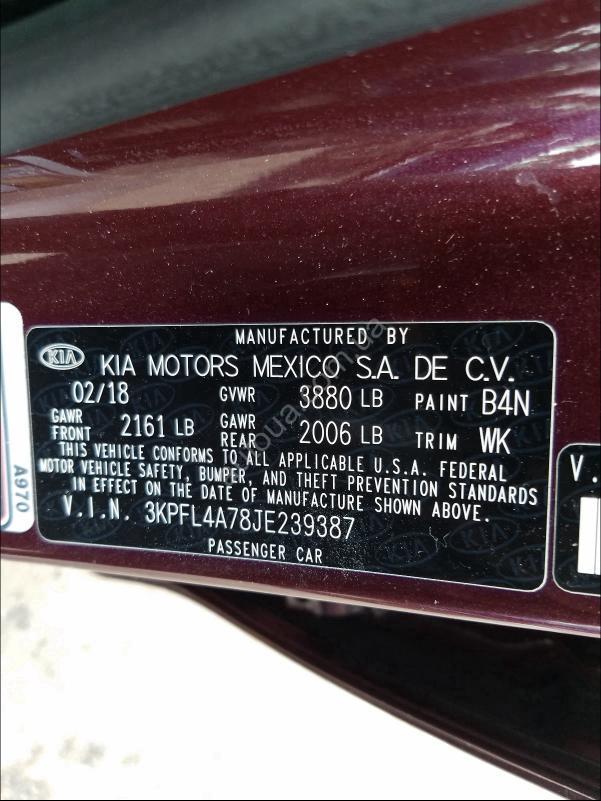 MANUFACTURED BY
KIA KIA MOTORS MEXICO S.A. DE C.V.
02/18 GVWR 3880 LB PAINT B4N
GAWR FRONT 2161 LB GAWR REAR 2006 LB TRIM WK
THIS VEHICLE CONFORMS TO ALL APPLICABLE U.S.A. FEDERAL
MOTOR VEHICLE SAFETY, BUMPER, AND THEFT PREVENTION STANDARDS
IN EFFECT ON THE DATE OF MANUFACTURE SHOWN ABOVE.
V.I.N. 3KPFL4A78JE239387
PASSENGER CAR
A970
V.